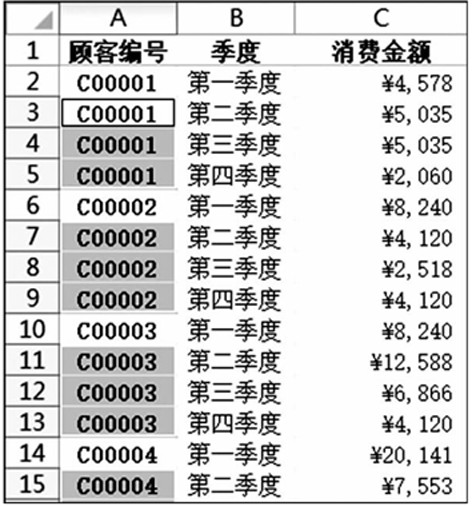 A B C
1 顾客编号 季度 消费金额
2 C00001 第一季度 ¥4,578
3 C00001 第二季度 ¥5,035
4 C00001 第三季度 ¥5,035
5 C00001 第四季度 ¥2,060
6 C00002 第一季度 ¥8,240
7 C00002 第二季度 ¥4,120
8 C00002 第三季度 ¥2,518
9 C00002 第四季度 ¥4,120
10 C00003 第一季度 ¥8,240
11 C00003 第二季度 ¥12,588
12 C00003 第三季度 ¥6,866
13 C00003 第四季度 ¥4,120
14 C00004 第一季度 ¥20,141
15 C00004 第二季度 ¥7,553